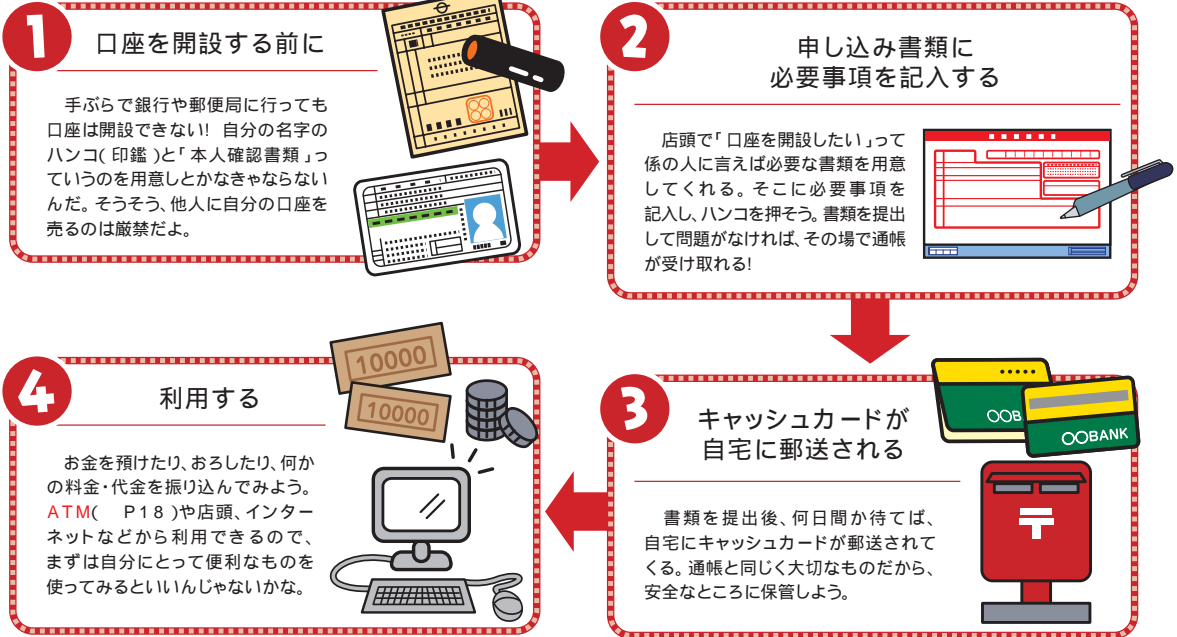 1
口座を開設する前に
手ぶらで銀行や郵便局に行っても
口座は開設できない! 自分の名字の
ハンコ(印鑑)と「本人確認書類」っ
ていうのを用意しとかなきゃならない
んだ。そうそう、他人に自分の口座を
売るのは厳禁だよ。
2
申し込み書類に
必要事項を記入する
店頭で「口座を開設したい」って
係の人に言えば必要な書類を用意
してくれる。そこに必要事項を
記入し、ハンコを押そう。書類を提出
して問題がなければ、その場で通帳
が受け取れる!
3
キャッシュカードが
自宅に郵送される
書類を提出後、何日間か待てば、
自宅にキャッシュカードが郵送されて
くる。通帳と同じく大切なものだから、
安全なところに保管しよう。
○○B
○○BANK
〒
4
利用する
お金を預けたり、おろしたり、何か
の料金・代金を振り込んでみよう。
ATM( P18)や店頭、インター
ネットなどから利用できるので、
まずは自分にとって便利なものを
使ってみるといいんじゃないかな。
10000
10000